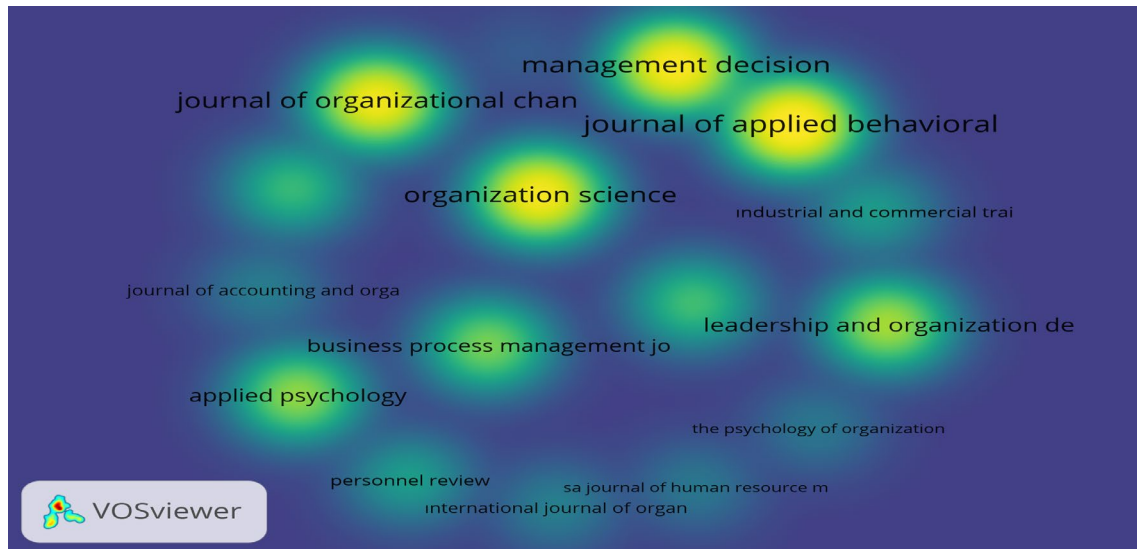 management decision
journal of organizational chan
journal of applied behavioral
organization science
ındustrial and commercial trai
journal of accounting and orga
leadership and organization de
business process management jo
applied psychology
the psychology of organization
personnel review
sa journal of human resource m
ınternational journal of organ
VOSviewer